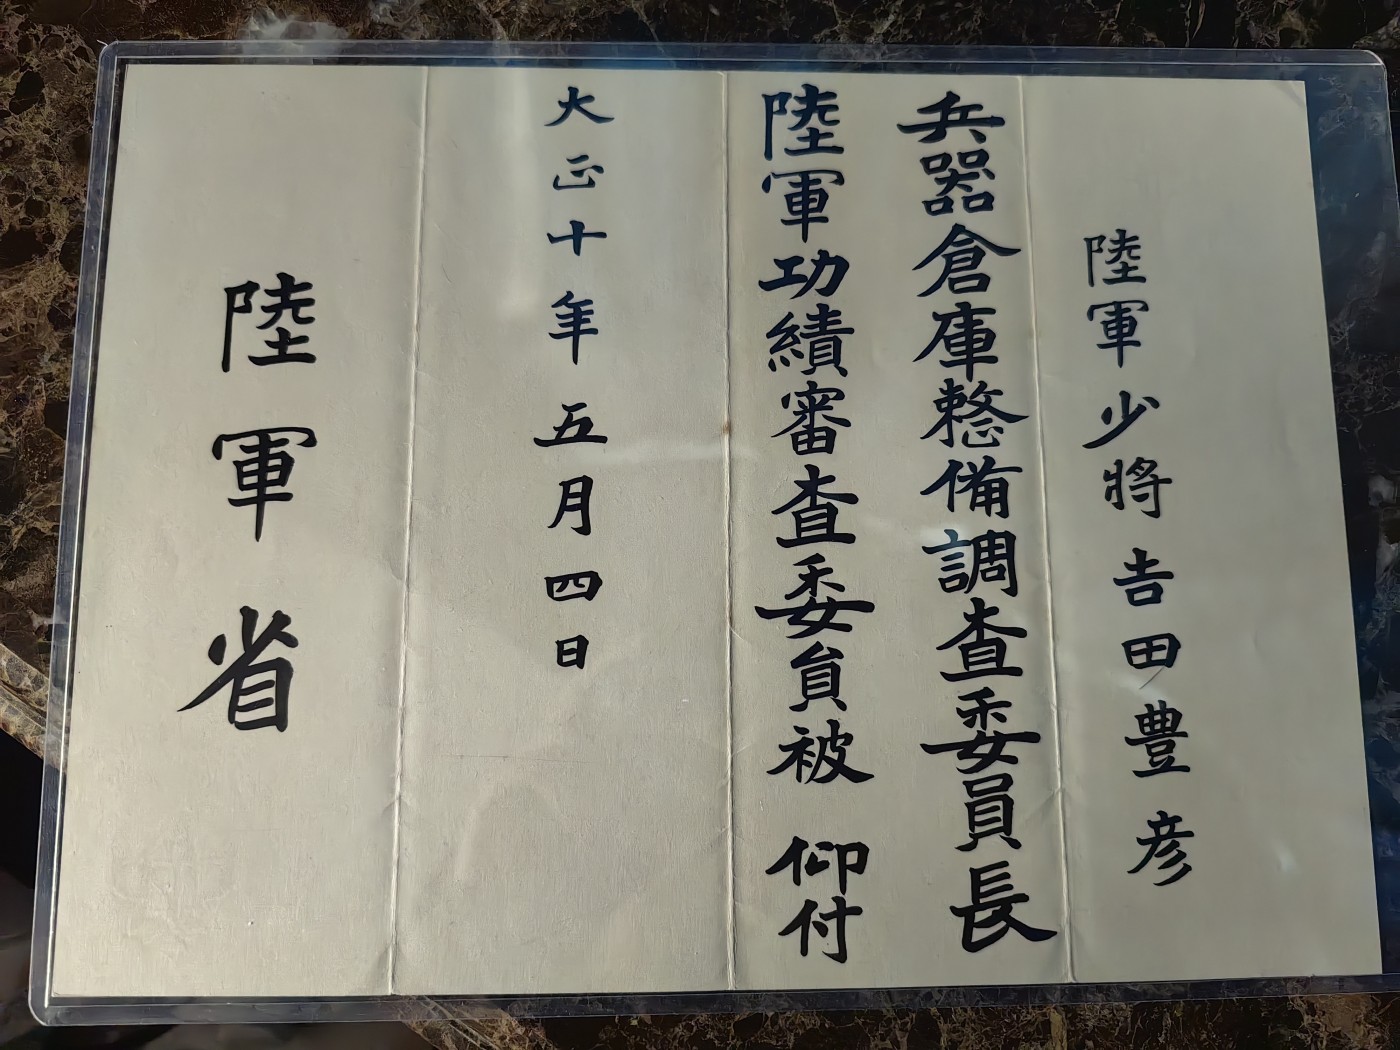 陸軍少將吉田豊彦
兵器倉庫整備調査委員長
陸軍功績審査委員被 仰付
大正十年五月四日
陸軍省